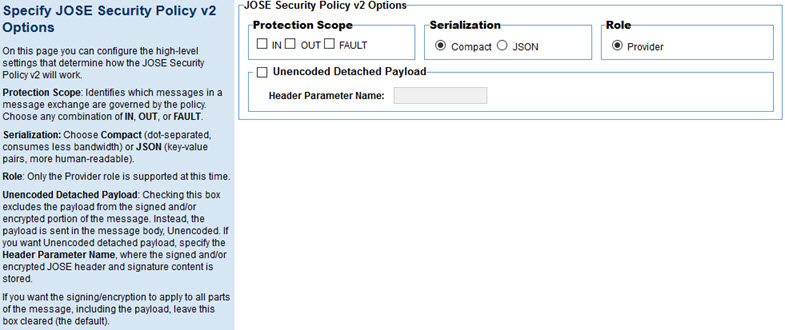 Specify JOSE Security Policy v2
Options
On this page you can configure the high-level
settings that determine how the JOSE Security
Policy v2 will work.
Protection Scope: Identifies which messages in a
message exchange are governed by the policy.
Choose any combination of IN, OUT, or FAULT.
Serialization: Choose Compact (dot-separated,
consumes less bandwidth) or JSON (key-value
pairs, more human-readable).
Role: Only the Provider role is supported at this time.
Unencoded Detached Payload: Checking this box
excludes the payload from the signed and/or
encrypted portion of the message. Instead, the
payload is sent in the message body, Unencoded. If
you want Unencoded detached payload, specify the
Header Parameter Name, where the signed and/or
encrypted JOSE header and signature content is
stored.
If you want the signing/encryption to apply to all parts
of the message, including the payload, leave this
box cleared (the default).
JOSE Security Policy v2 Options
Protection Scope
IN OUT FAULT
Serialization
Compact JSON
Role
Provider
Unencoded Detached Payload
Header Parameter Name: